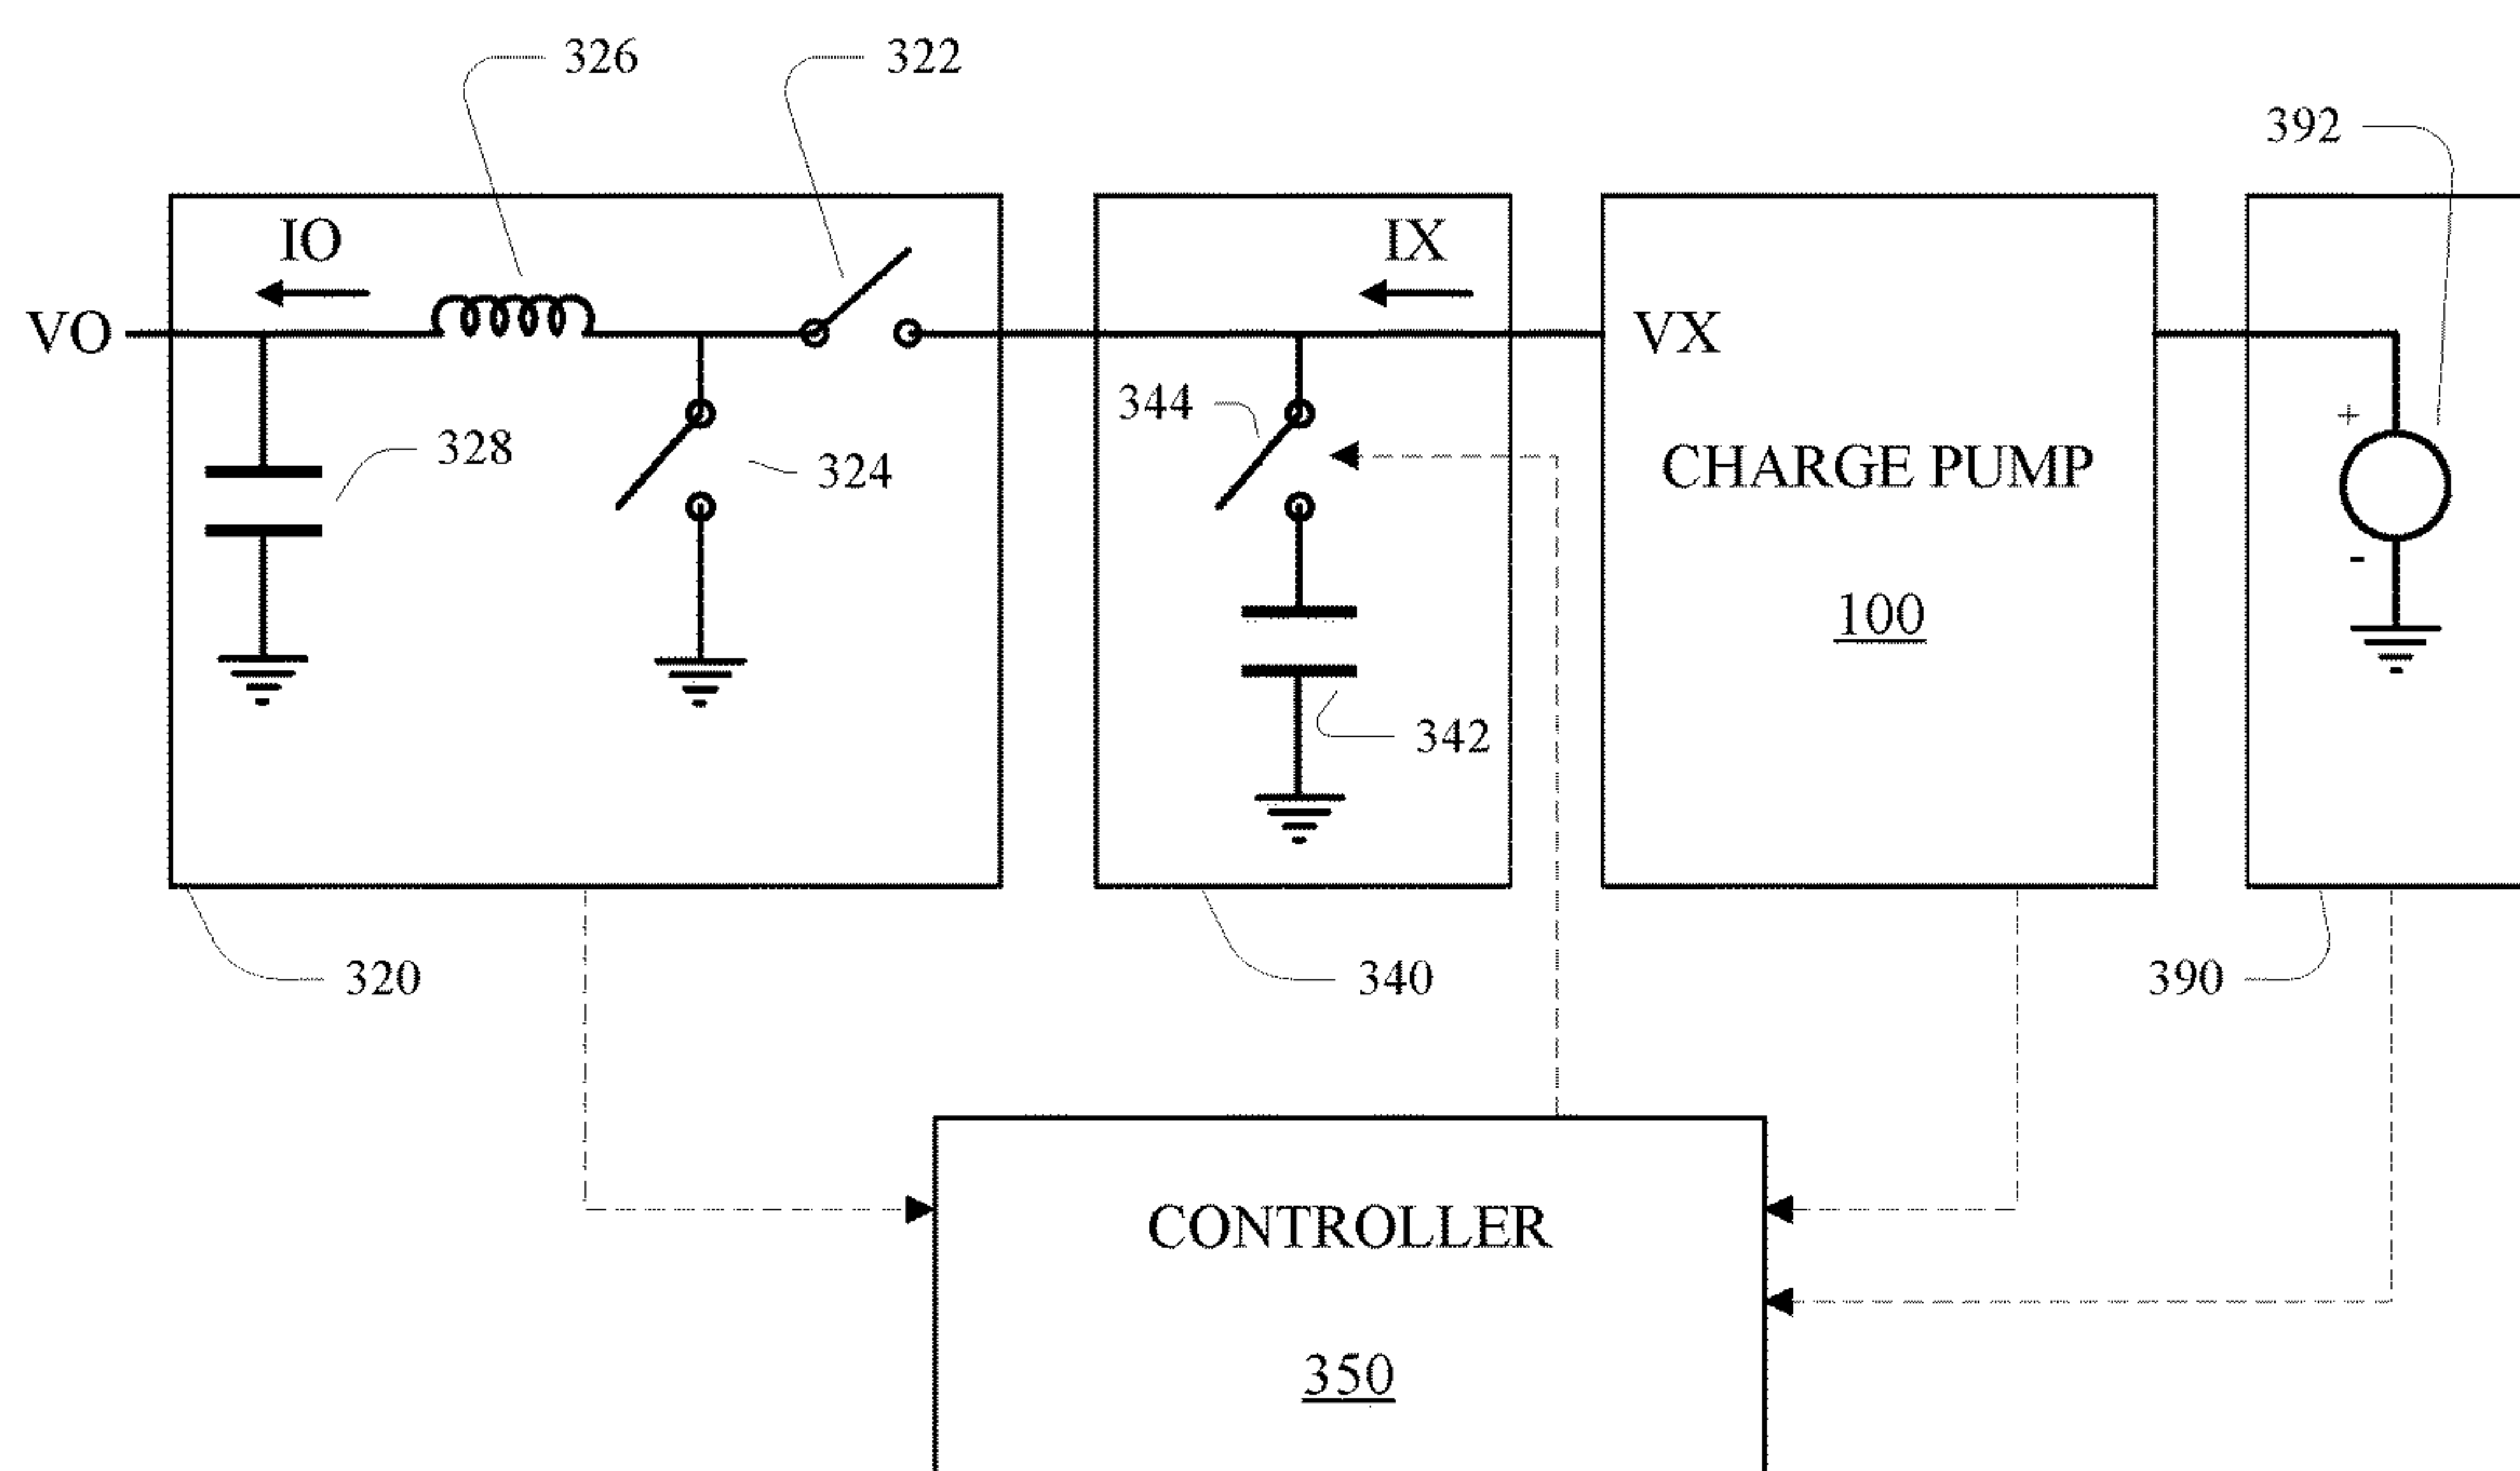 326
322
392
IO
IX
VO
VX
344
+
328
324
CHARGE PUMP
-
100
342
320
340
390
CONTROLLER
350